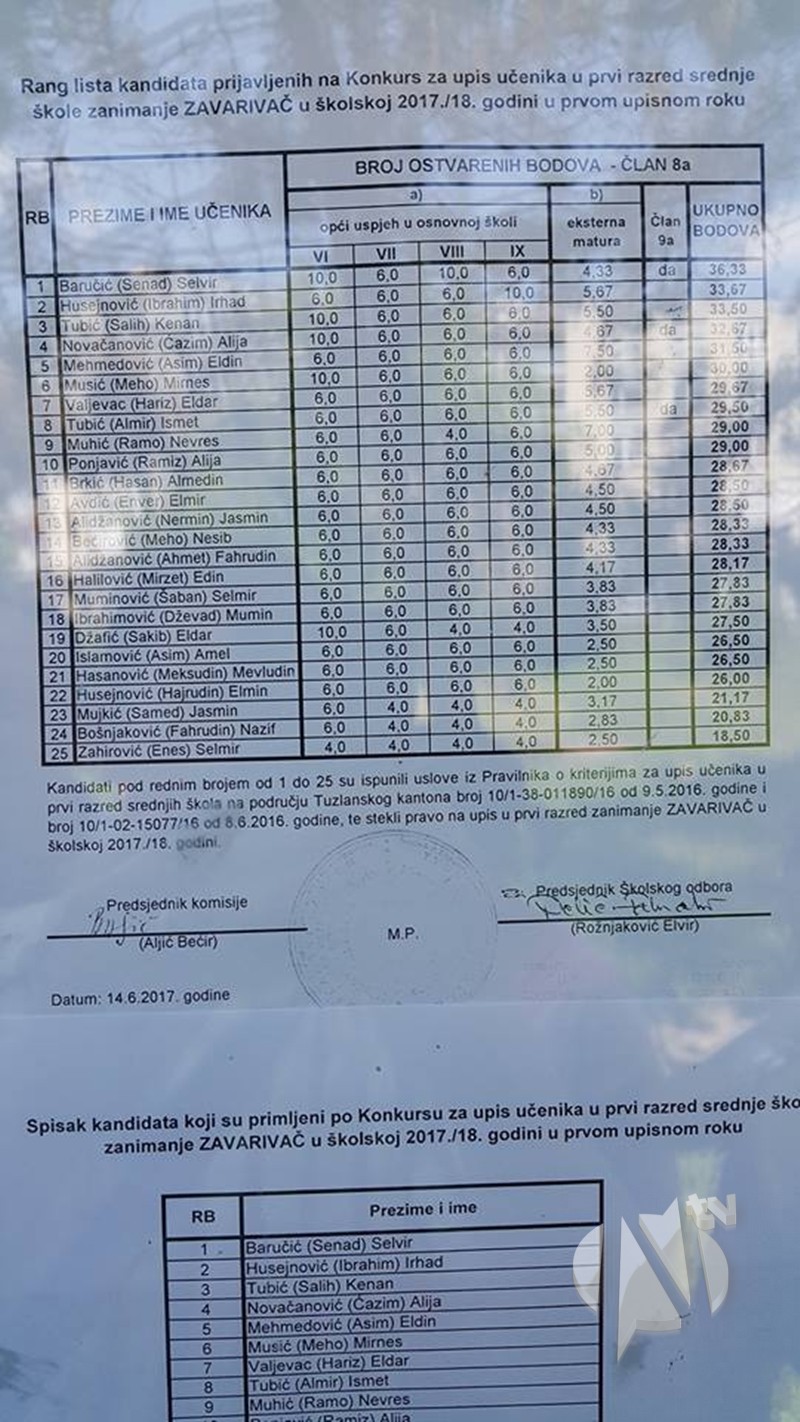 Rang lista kandidata prijavljenih na Konkurs za upis učenika u prvi razred srednje
škole zanimanje ZAVARIVAČ u školskoj 2017./18. godini u prvom upisnom roku
RB PREZIME I IME UČENIKA BROJ OSTVARENIH BODOVA - ČLAN 8a
a) b) Član 9a UKUPNO BODOVA
opći uspjeh u osnovnoj školi eksterna matura
VI VII VIII IX
1 Baručić (Senad) Selvir 10,0 6,0 10,0 6,0 4,33 da 36,33
2 Husejnović (Ibrahim) Irhad 6,0 6,0 6,0 10,0 5,67 33,67
3 Tubić (Salih) Kenan 10,0 6,0 6,0 6,0 5,50 33,50
4 Novačanović (Ćazim) Alija 10,0 6,0 6,0 6,0 4,67 da 32,67
5 Mehmedović (Asim) Eldin 6,0 6,0 6,0 6,0 7,50 31,50
6 Musić (Meho) Mirnes 10,0 6,0 6,0 6,0 2,00 30,00
7 Valjevac (Hariz) Eldar 6,0 6,0 6,0 6,0 5,67 29,67
8 Tubić (Almir) Ismet 6,0 6,0 6,0 6,0 5,50 da 29,50
9 Muhić (Ramo) Nevres 6,0 6,0 4,0 6,0 7,00 29,00
10 Ponjavić (Ramiz) Alija 6,0 6,0 6,0 6,0 5,00 29,00
11 Brkić (Hasan) Almedin 6,0 6,0 6,0 6,0 4,67 28,67
12 Avdić (Enver) Elmir 6,0 6,0 6,0 6,0 4,50 28,50
13 Alidžanović (Nermin) Jasmin 6,0 6,0 6,0 6,0 4,50 28,50
14 Bećirović (Meho) Nesib 6,0 6,0 6,0 6,0 4,33 28,33
15 Alidžanović (Ahmet) Fahrudin 6,0 6,0 6,0 6,0 4,33 28,33
16 Halilović (Mirzet) Edin 6,0 6,0 6,0 6,0 4,17 28,17
17 Muminović (Šaban) Selmir 6,0 6,0 6,0 6,0 3,83 27,83
18 Ibrahimović (Dževad) Mumin 6,0 6,0 6,0 6,0 3,83 27,83
19 Džafić (Sakib) Eldar 10,0 6,0 4,0 4,0 3,50 27,50
20 Islamović (Asim) Amel 6,0 6,0 6,0 6,0 2,50 26,50
21 Hasanović (Meksudin) Mevludin 6,0 6,0 6,0 6,0 2,50 26,50
22 Husejnović (Hajrudin) Elmin 6,0 6,0 6,0 6,0 2,00 26,00
23 Mujkić (Samed) Jasmin 6,0 4,0 4,0 4,0 3,17 21,17
24 Bošnjaković (Fahrudin) Nazif 6,0 4,0 4,0 4,0 2,83 20,83
25 Zahirović (Enes) Selmir 4,0 4,0 4,0 4,0 2,50 18,50
Kandidati pod rednim brojem od 1 do 25 su ispunili uslove iz Pravilnika o kriterijima za upis učenika u
prvi razred srednjih škola na području Tuzlanskog kantona broj 10/1-38-011890/16 od 9.5.2016. godine i
broj 10/1-02-15077/16 od 8.6.2016. godine, te stekli pravo na upis u prvi razred zanimanje ZAVARIVAČ u
školskoj 2017./18. godini.
Predsjednik komisije Predsjednik Školskog odbora
(Aljić Bećir) M.P. (Rožnjaković Elvir)
Datum: 14.6.2017. godine
Spisak kandidata koji su primljeni po Konkursu za upis učenika u prvi razred srednje ško
zanimanje ZAVARIVAČ u školskoj 2017./18. godini u prvom upisnom roku
RB Prezime i ime
1 Baručić (Senad) Selvir
2 Husejnović (Ibrahim) Irhad
3 Tubić (Salih) Kenan
4 Novačanović (Ćazim) Alija
5 Mehmedović (Asim) Eldin
6 Musić (Meho) Mirnes
7 Valjevac (Hariz) Eldar
8 Tubić (Almir) Ismet
9 Muhić (Ramo) Nevres
Ponjavić (Ramiz) Alija
tv